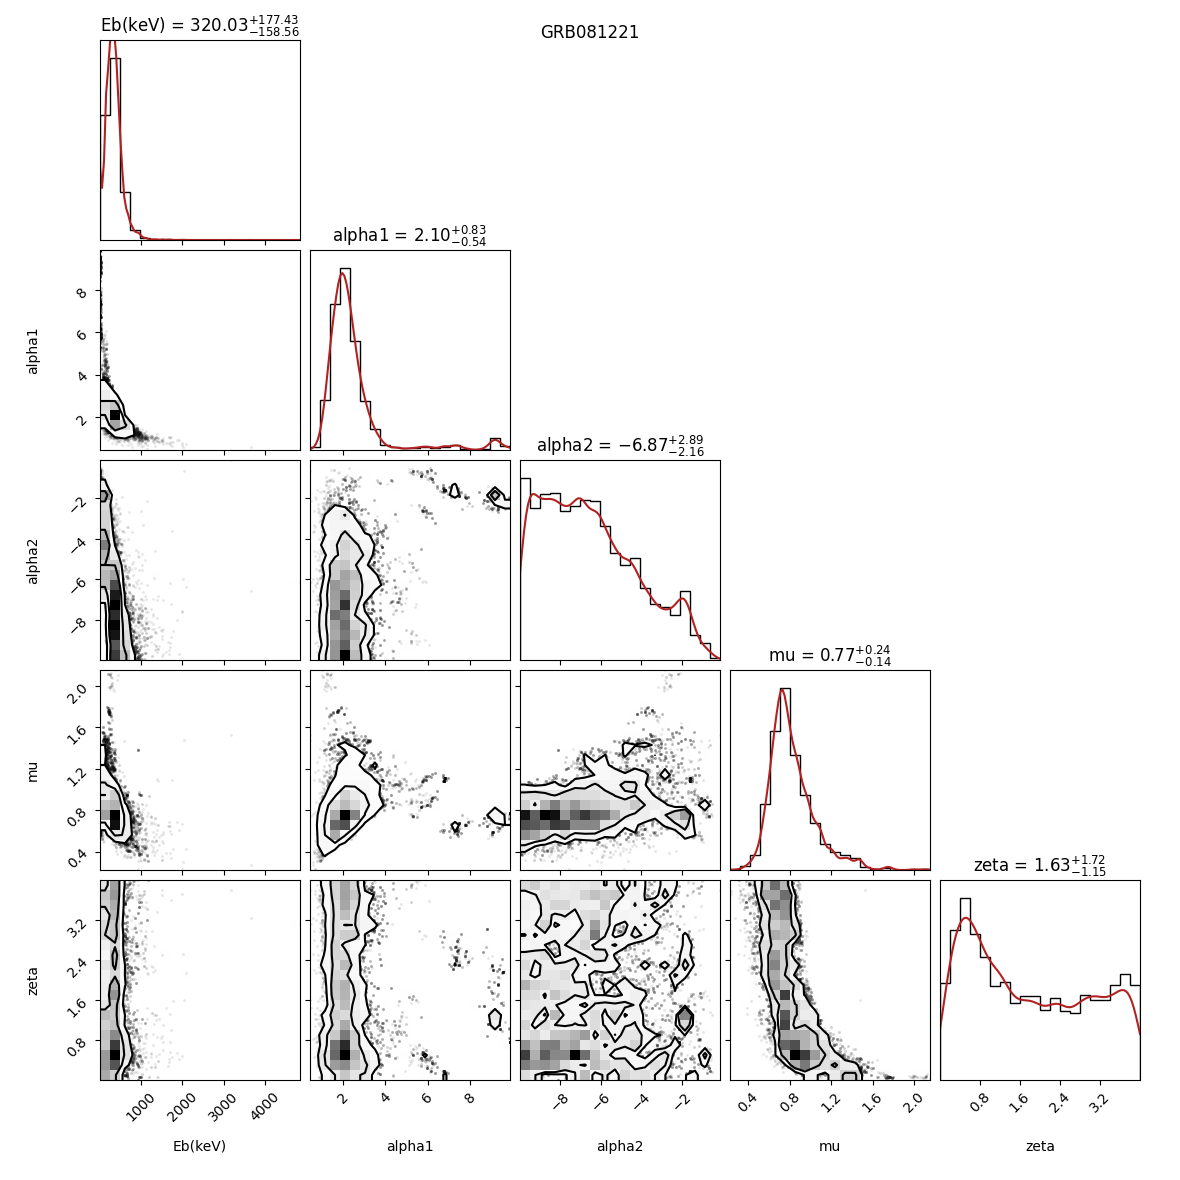 GRB081221
Eb(keV) = 320.03+177.43−158.56
alpha1 = 2.10+0.83−0.54
alpha1
8
6
4
2
alpha2 = −6.87+2.89−2.16
alpha2
−2
−4
−6
−8
mu = 0.77+0.24−0.14
mu
2.0
1.6
1.2
0.8
0.4
zeta = 1.63+1.72−1.15
zeta
3.2
2.4
1.6
0.8
1000 2000 3000 4000 2 4 6 8 −8 −6 −4 −2 0.4 0.8 1.2 1.6 2.0 0.8 1.6 2.4 3.2
Eb(keV) alpha1 alpha2 mu zeta